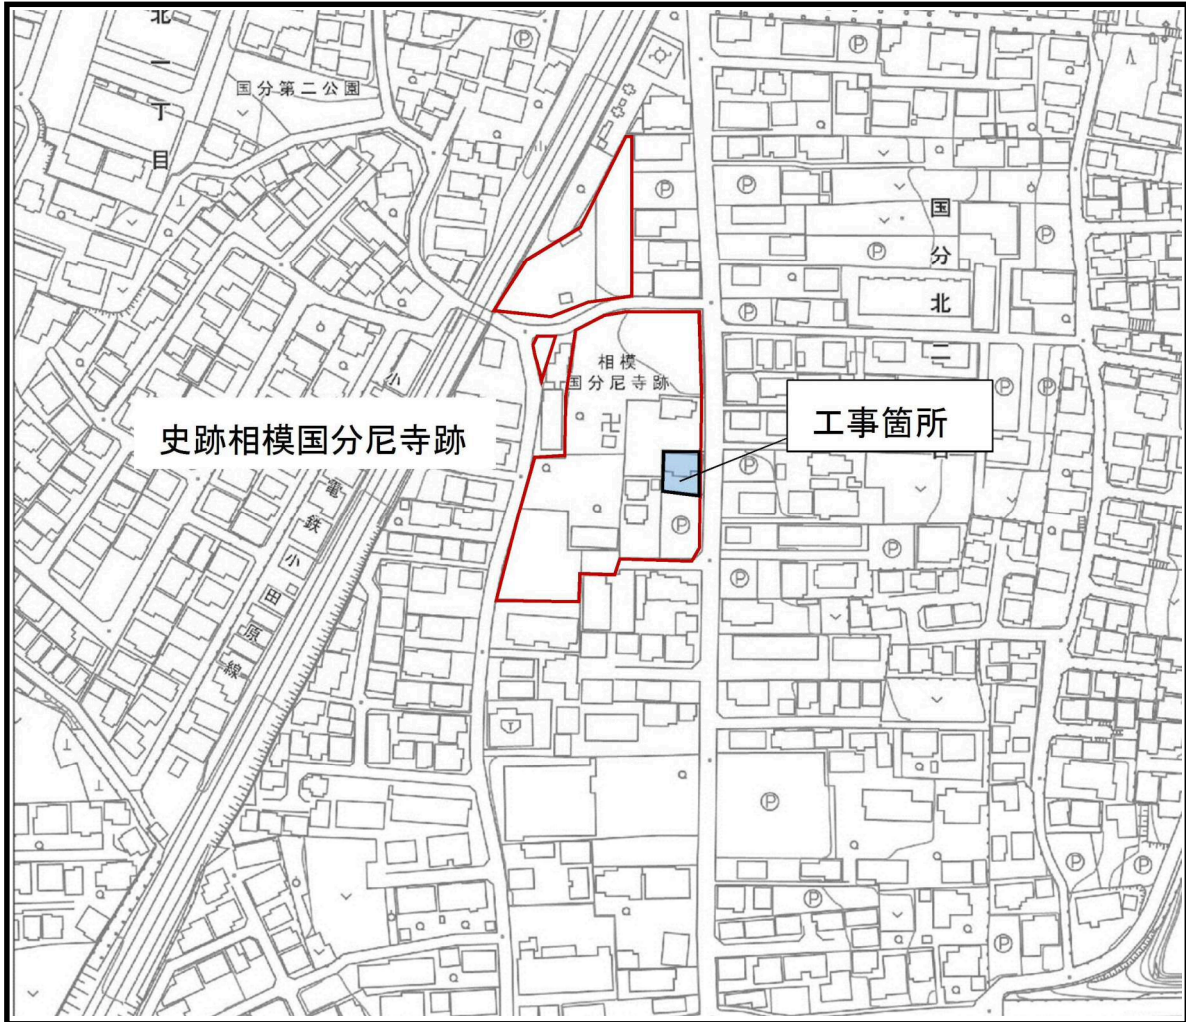 北一丁目
国分第二公園
国分北二
相模
国分尼寺跡
史跡相模国分尼寺跡
工事箇所
小
電鉄小田原線